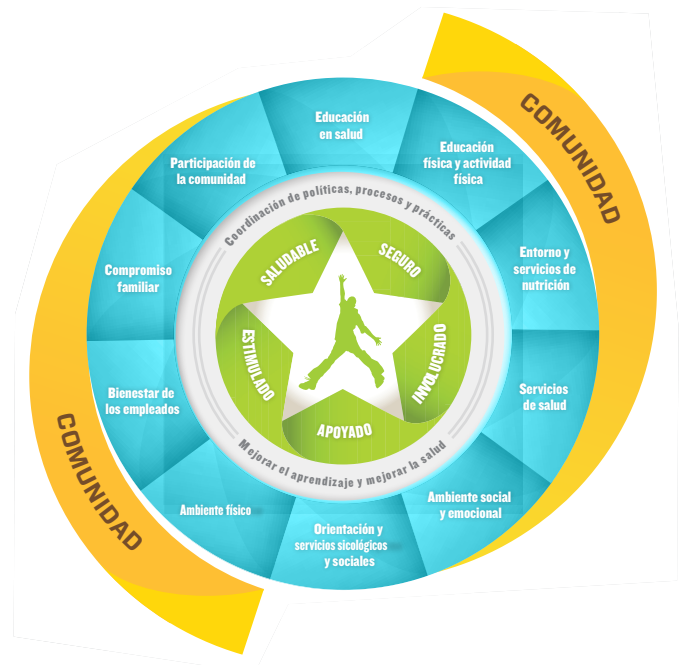 COMUNIDAD
Educación
en salud
Educación
física y actividad
física
Entorno y
servicios de
nutrición
Servicios
de salud
Ambiente social
y emocional
Orientación y
servicios sicológicos
y sociales
Ambiente físico
Bienestar de
los empleados
Compromiso
familiar
Participación de
la comunidad
Coordinación de políticas, procesos y prácticas
Mejorar el aprendizaje y mejorar la salud
SALUDABLE
SEGURO
INVOLUCRADO
APOYADO
ESTIMULADO
COMUNIDAD